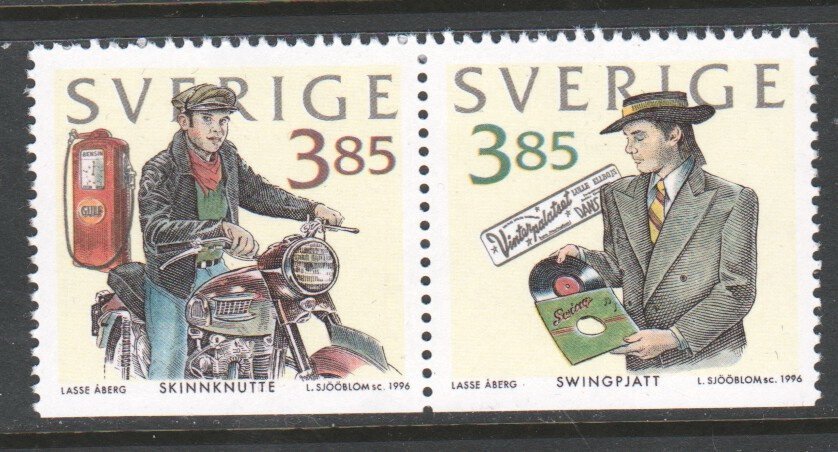 SVERIGE
3 85
BENSIN
GULF
LASSE ÅBERG SKINNKNUTTE L. SJÖÖBLOM sc. 1996
SVERIGE
3 85
Vinterpalatset
LILLE
DANS
LASSE ÅBERG SWINGPJATT L. SJÖÖBLOM sc. 1996